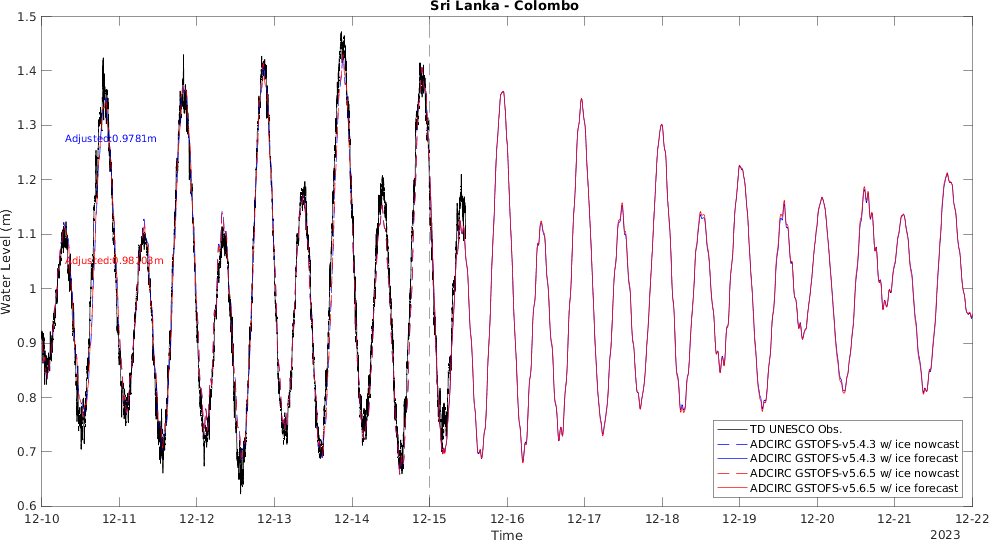 Sri Lanka - Colombo
1.5
1.4
1.3
1.2
1.1
1
0.9
0.8
0.7
0.6
Water Level (m)
Adjusted:0.9781m
Adjusted:0.98103m
TD UNESCO Obs.
ADCIRC GSTOFS-v5.4.3 w/ ice nowcast
ADCIRC GSTOFS-v5.4.3 w/ ice forecast
ADCIRC GSTOFS-v5.6.5 w/ ice nowcast
ADCIRC GSTOFS-v5.6.5 w/ ice forecast
12-10 12-11 12-12 12-13 12-14 12-15 12-16 12-17 12-18 12-19 12-20 12-21 12-22
Time
2023